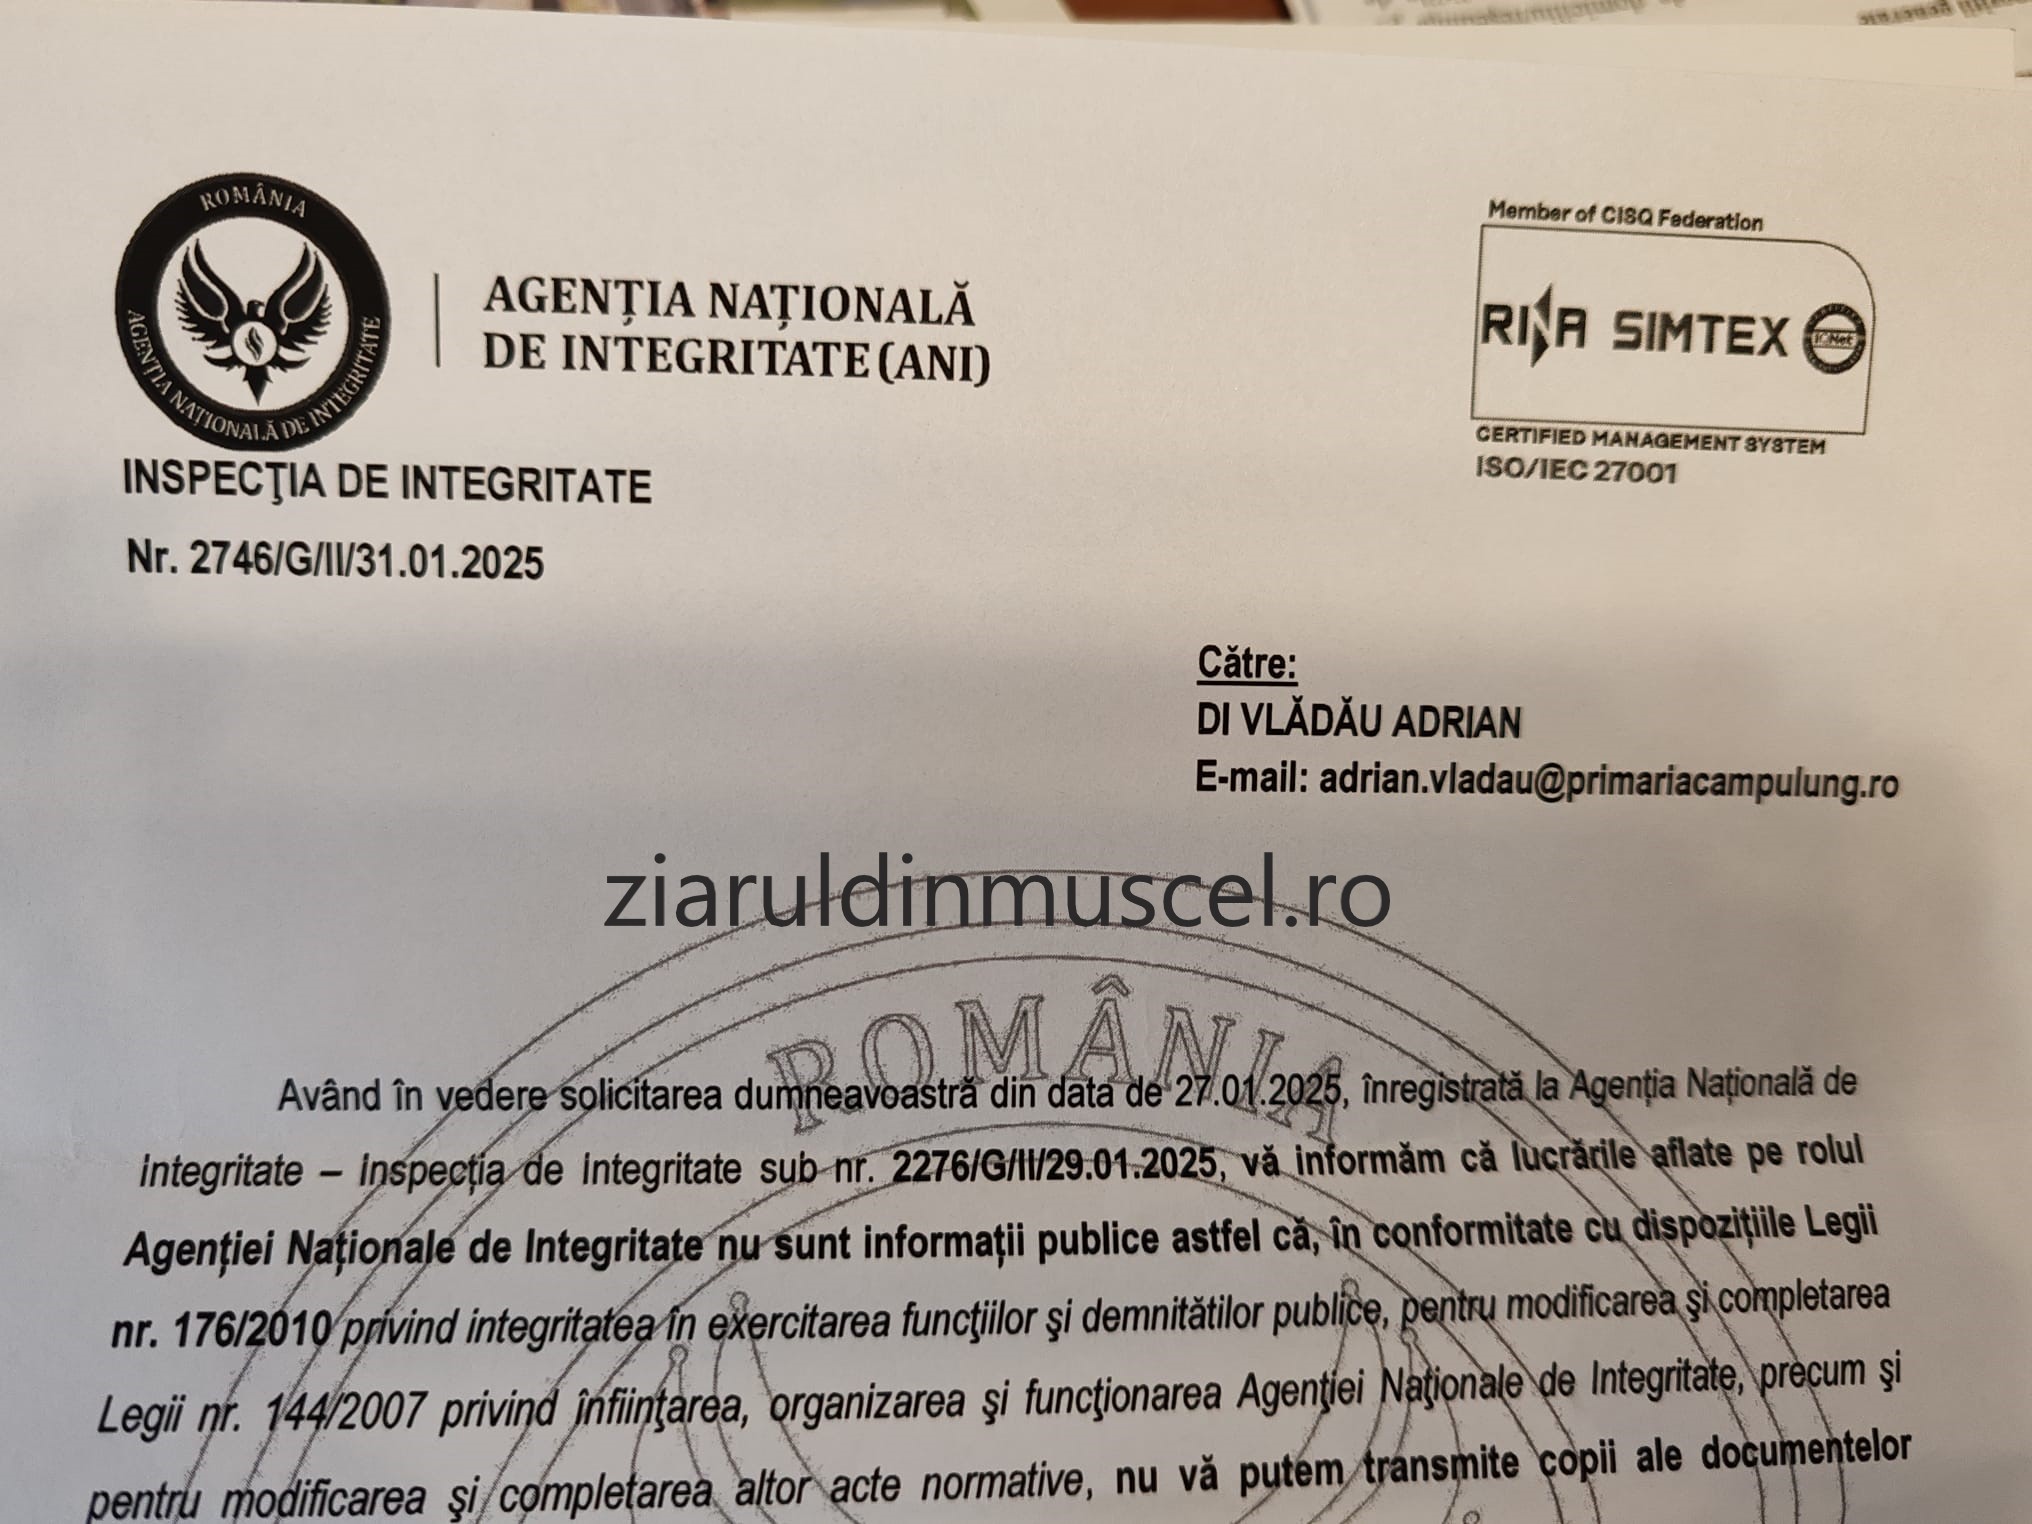 ROMÂNIA
AGENȚIA NAȚIONALĂ DE INTEGRITATE
AGENȚIA NAȚIONALĂ
DE INTEGRITATE (ANI)
Member of CISQ Federation
RINA SIMTEX
IQNet
CERTIFIED MANAGEMENT SYSTEM
ISO/IEC 27001
INSPECŢIA DE INTEGRITATE
Nr. 2746/G/II/31.01.2025
Către:
DI VLĂDĂU ADRIAN
E-mail: adrian.vladau@primariacampulung.ro
ziaruldinmuscel.ro
ROMÂNIA
Având în vedere solicitarea dumneavoastră din data de 27.01.2025, înregistrată la Agenția Națională de
Integritate – Inspecția de Integritate sub nr. 2276/G/II/29.01.2025, vă informăm că lucrările aflate pe rolul
Agenției Naționale de Integritate nu sunt informații publice astfel că, în conformitate cu dispozițiile Legii
nr. 176/2010 privind integritatea în exercitarea funcţiilor şi demnităţilor publice, pentru modificarea şi completarea
Legii nr. 144/2007 privind înfiinţarea, organizarea şi funcţionarea Agenţiei Naţionale de Integritate, precum şi
pentru modificarea şi completarea altor acte normative, nu vă putem transmite copii ale documentelor